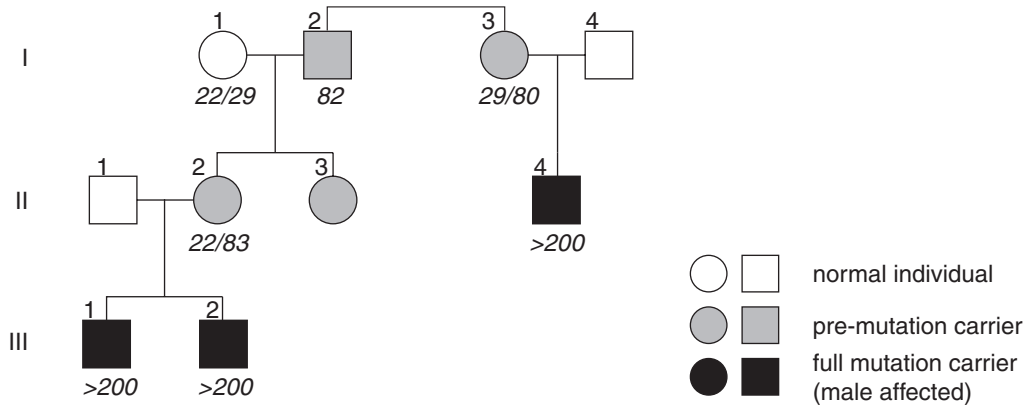 1 2 3 4
I
22/29 82 29/80
1 2 3 4
II
22/83 >200
1 2
III
>200 >200
normal individual
pre-mutation carrier
full mutation carrier
(male affected)